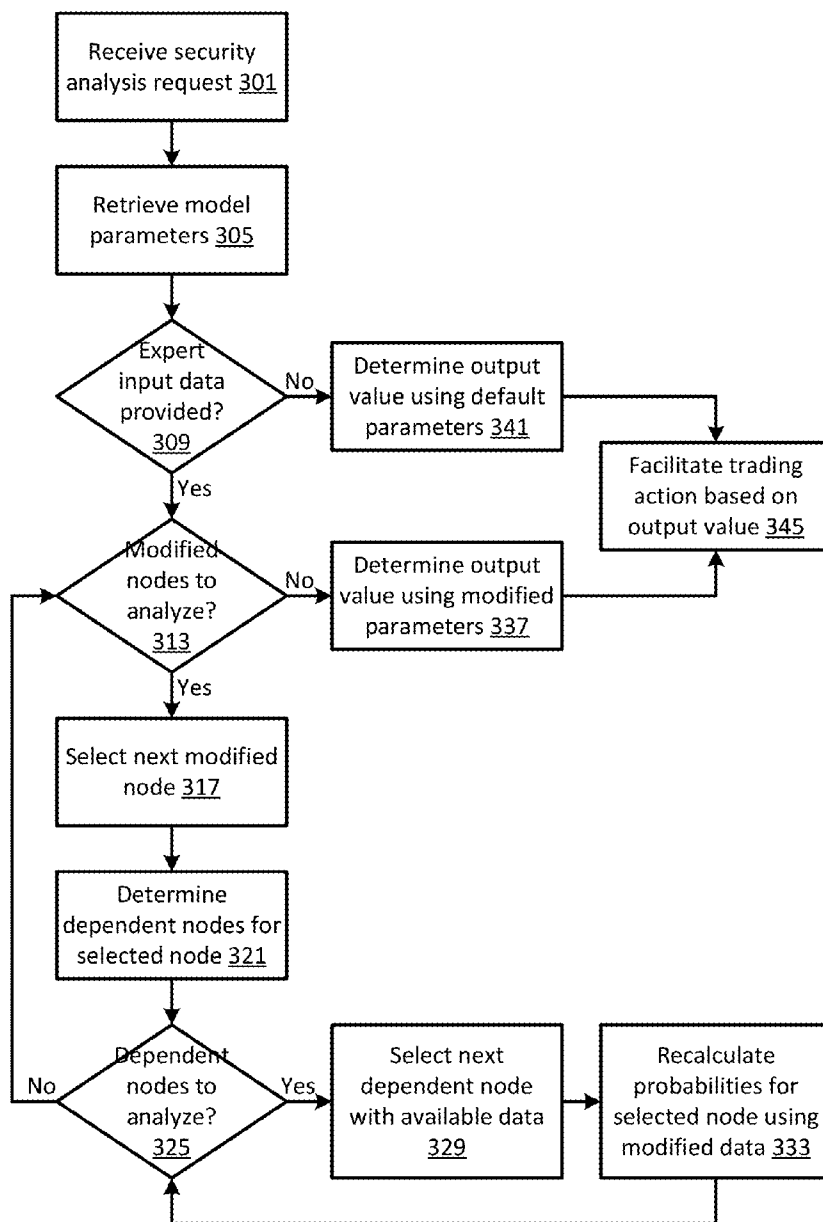 Receive security
analysis request 301
Retrieve model
parameters 305
Expert
input data
provided?
309
No
Determine output
value using default
parameters 341
Facilitate trading
action based on
output value 345
Yes
Modified
nodes to
analyze?
313
No
Determine output
value using modified
parameters 337
Yes
Select next modified
node 317
Determine
dependent nodes for
selected node 321
No
Dependent
nodes to
analyze?
325
Yes
Select next
dependent node
with available data
329
Recalculate
probabilities for
selected node using
modified data 333